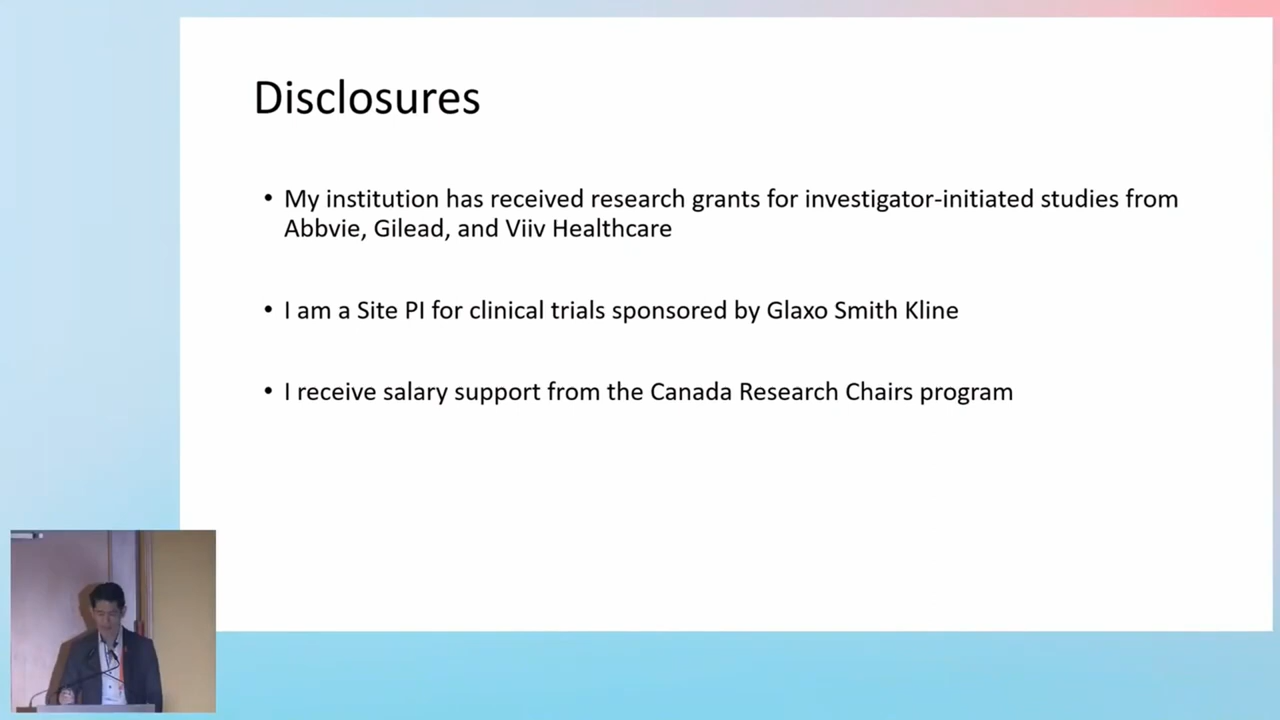 Disclosures
• My institution has received research grants for investigator-initiated studies from
Abbvie, Gilead, and Viiv Healthcare
• I am a Site PI for clinical trials sponsored by Glaxo Smith Kline
• I receive salary support from the Canada Research Chairs program